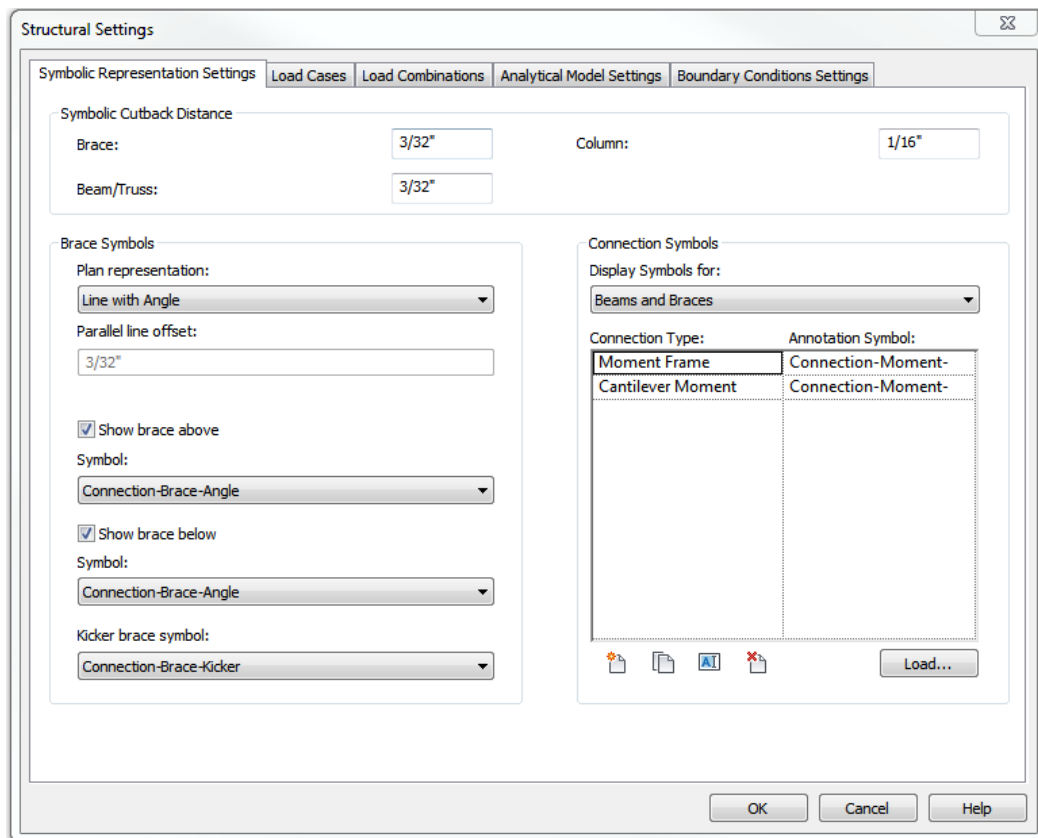 Structural Settings
Symbolic Representation Settings
Load Cases
Load Combinations
Analytical Model Settings
Boundary Conditions Settings
Symbolic Cutback Distance
Brace:
3/32"
Column:
1/16"
Beam/Truss:
3/32"
Brace Symbols
Plan representation:
Line with Angle
Parallel line offset:
3/32"
Show brace above
Symbol:
Connection-Brace-Angle
Show brace below
Symbol:
Connection-Brace-Angle
Kicker brace symbol:
Connection-Brace-Kicker
Connection Symbols
Display Symbols for:
Beams and Braces
Connection Type:
Annotation Symbol:
Moment Frame
Connection-Moment-
Cantilever Moment
Connection-Moment-
AI
Load...
OK
Cancel
Help